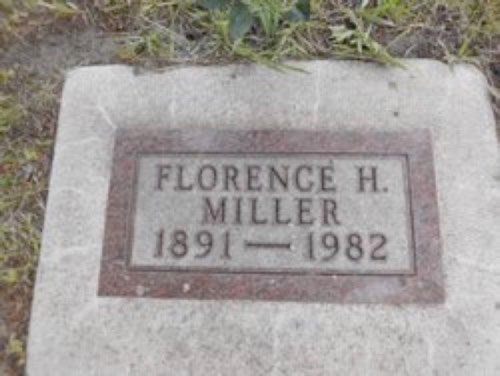 FLORENCE H.
MILLER
1891 — 1982